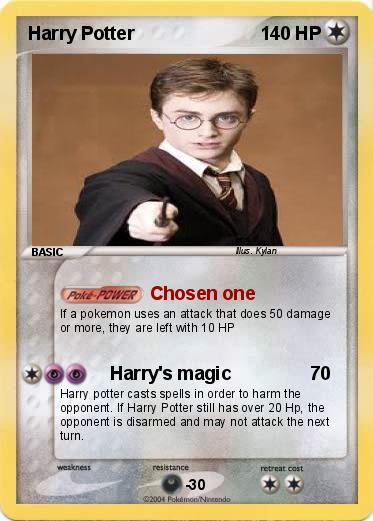 Harry Potter 140 HP
BASIC Illus. Kylan
Poké-POWER Chosen one
If a pokemon uses an attack that does 50 damage
or more, they are left with 10 HP
Harry's magic 70
Harry potter casts spells in order to harm the
opponent. If Harry Potter still has over 20 Hp, the
opponent is disarmed and may not attack the next
turn.
weakness resistance retreat cost
-30
©2004 Pokémon/Nintendo